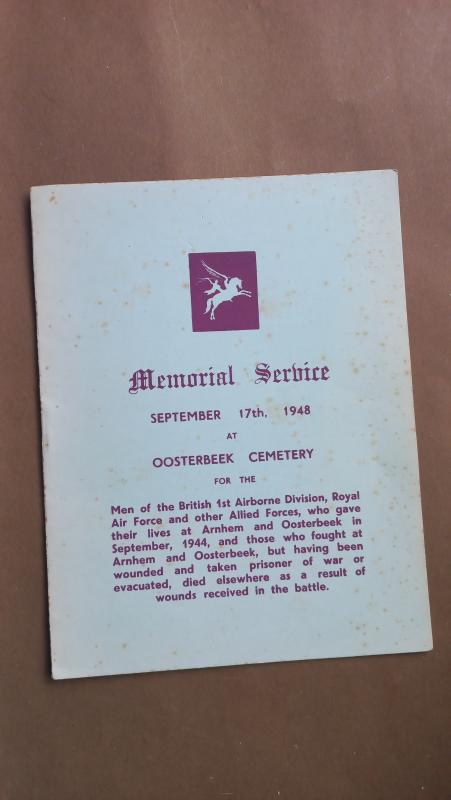 Memorial Service
SEPTEMBER 17th, 1948
AT
OOSTERBEEK CEMETERY
FOR THE
Men of the British 1st Airborne Division, Royal
Air Force and other Allied Forces, who gave
their lives at Arnhem and Oosterbeek in
September, 1944, and those who fought at
Arnhem and Oosterbeek, but having been
wounded and taken prisoner of war or
evacuated, died elsewhere as a result of
wounds received in the battle.